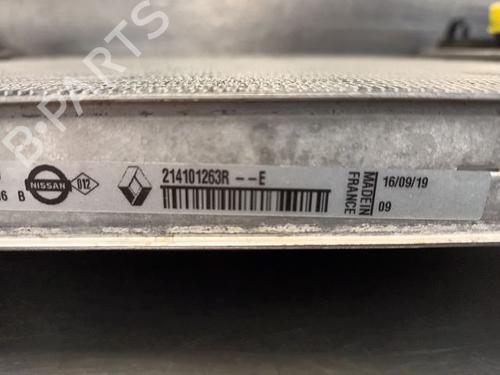 B-PARTS
NISSAN
012
6 B
214101263R --E
MADE IN
FRANCE
16/09/19
09